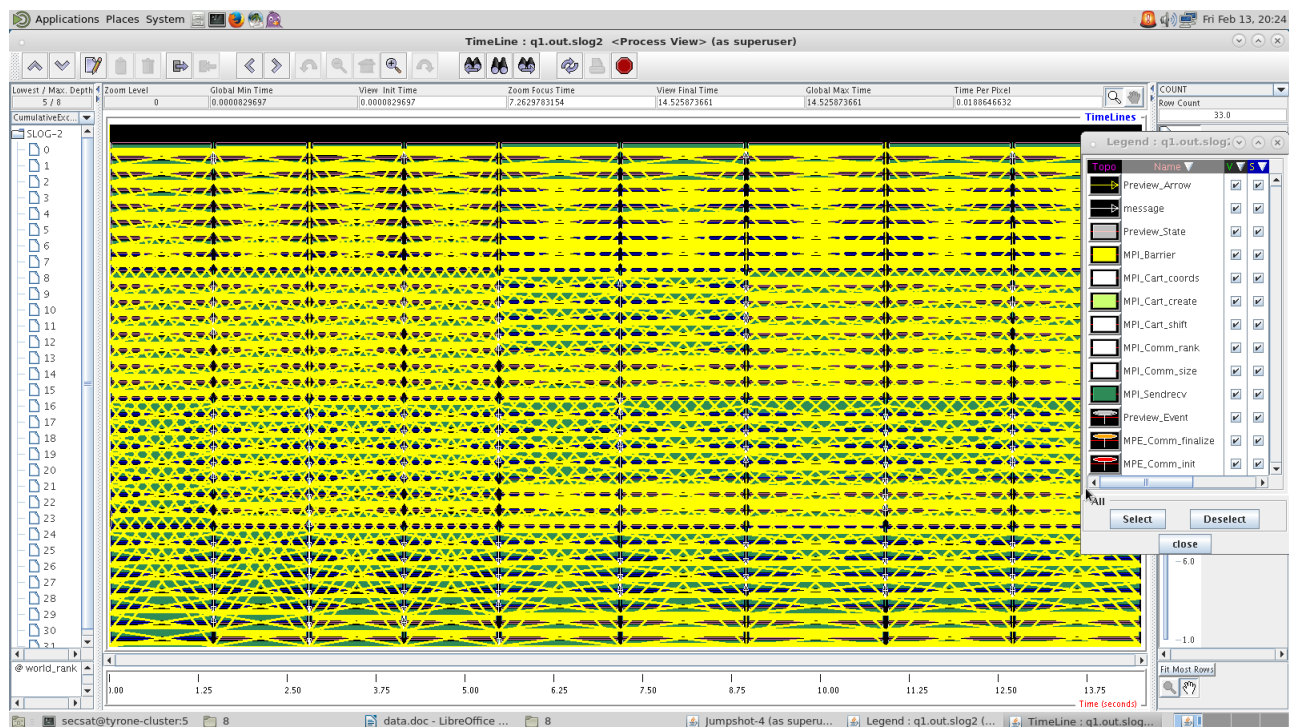 Applications Places System
Fri Feb 13, 20:24
TimeLine : q1.out.slog2 <Process View> (as superuser)
Lowest / Max. Depth
5 / 8
Zoom Level
0
Global Min Time
0.0000829697
View Init Time
0.0000829697
Zoom Focus Time
7.2629783154
View Final Time
14.525873661
Global Max Time
14.525873661
Time Per Pixel
0.0188646632
COUNT
Row Count
33.0
CumulativeExc...
TimeLines
SLOG-2
0
1
2
3
4
5
6
7
8
9
10
11
12
13
14
15
16
17
18
19
20
21
22
23
24
25
26
27
28
29
30
31
Legend : q1.out.slog
Topo Name V S
Preview_Arrow
message
Preview_State
MPI_Barrier
MPI_Cart_coords
MPI_Cart_create
MPI_Cart_shift
MPI_Comm_rank
MPI_Comm_size
MPI_Sendrecv
Preview_Event
MPE_Comm_finalize
MPE_Comm_init
All
Select Deselect
close
-6.0
-1.0
Fit Most Rows
@ world_rank
.00 1.25 2.50 3.75 5.00 6.25 7.50 8.75 10.00 11.25 12.50 13.75
Time (seconds)
secsat@tyrone-cluster:5
8
data.doc - LibreOffice ...
8
Jumpshot-4 (as superu...
Legend : q1.out.slog2 (...
TimeLine : q1.out.slog...